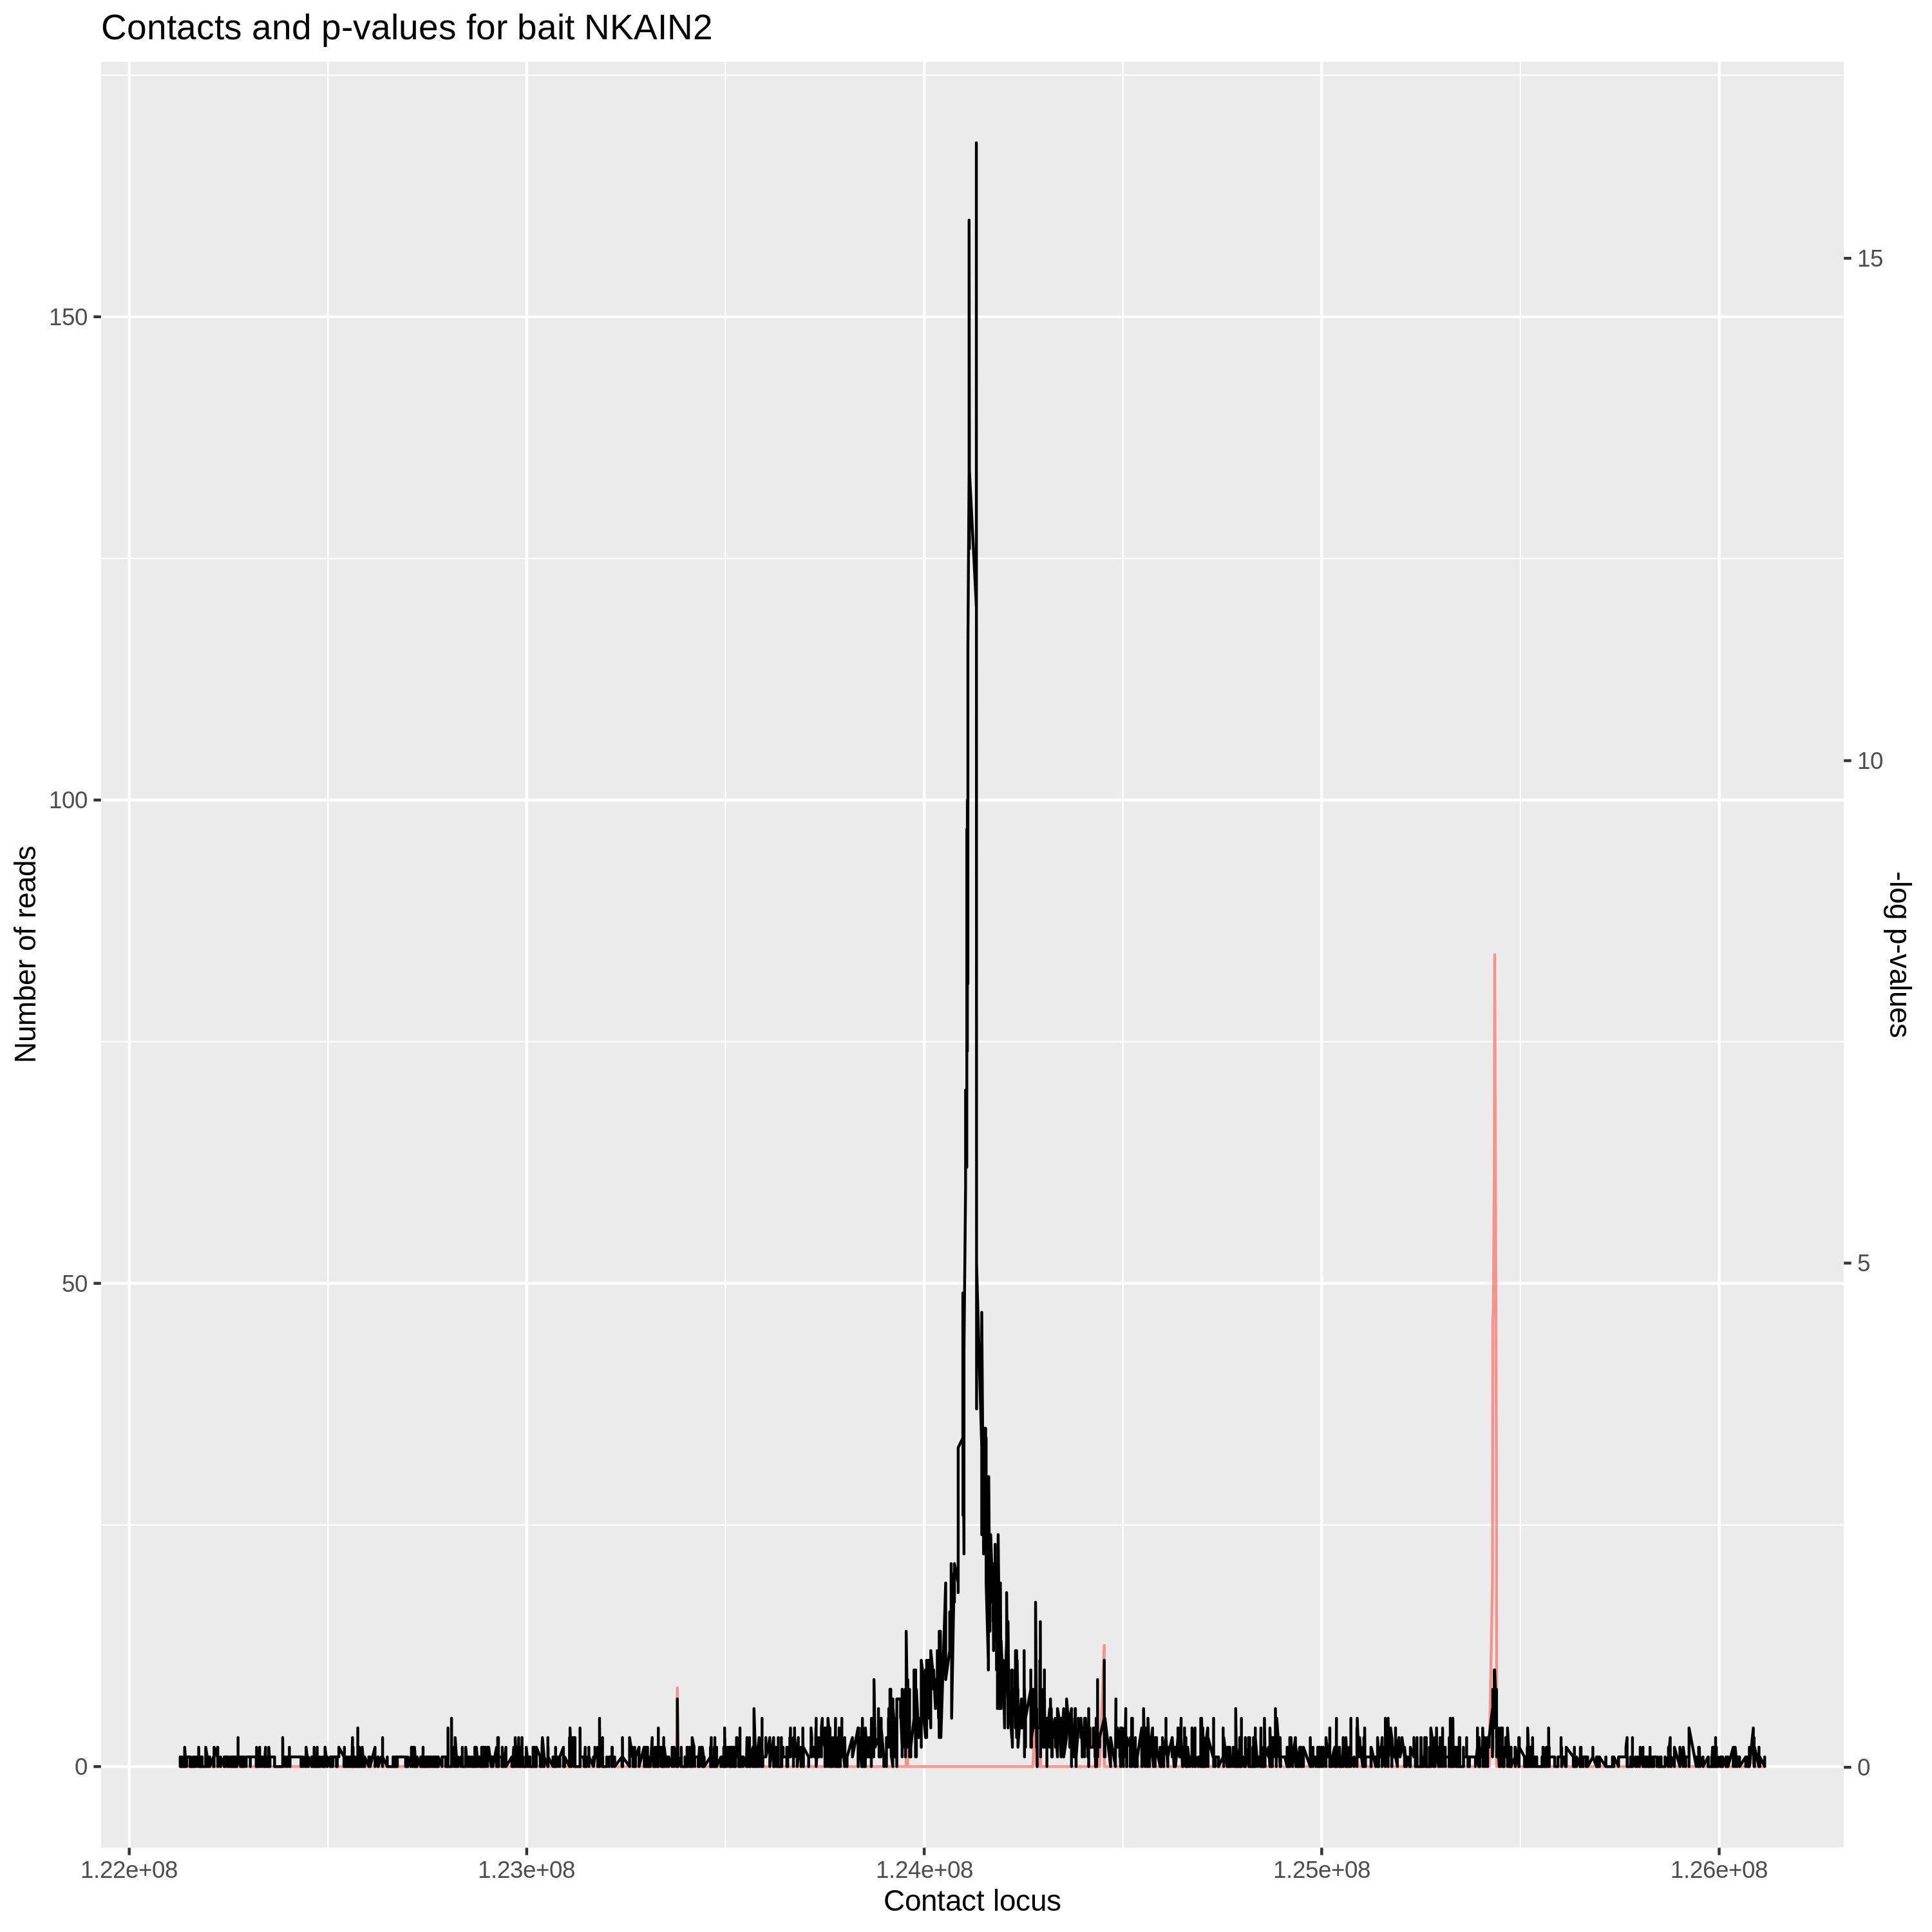 Contacts and p-values for bait NKAIN2
150
100
50
0
Number of reads
15
10
5
0
-log p-values
1.22e+08
1.23e+08
1.24e+08
1.25e+08
1.26e+08
Contact locus